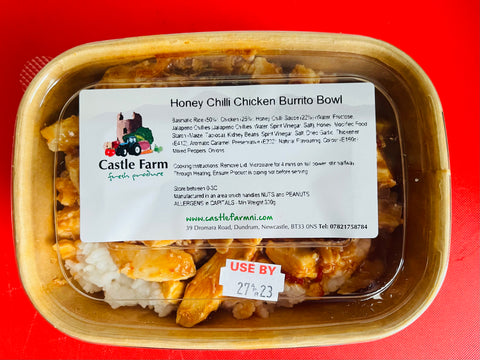 Honey Chilli Chicken Burrito Bowl
Basmatic Rice (50%), Chicken (25%), Honey Chilli Sauce (22%) (Water, Fructose,
Jalapeno Chillies (Jalapeno Chillies, Water, Spirit Vinegar, Salt), Honey, Modified Food
Starch (Maize, Tapioca), Kidney Beans, Spirit Vinegar, Salt, Dried Garlic, Thickener
(E412), Aromatic Caramel, Preservative (E202), Natural Flavouring, Colour (E160c)
Mixed Peppers, Onions
Cooking Instructions: Remove Lid, Microwave for 4 mins on full power, stir halfway
Through Heating, Ensure Product is piping hot before serving.
Store between 0-5C
Manufactured in an area which handles NUTS and PEANUTS.
ALLERGENS in CAPITALS - Min Weight
Castle Farm
fresh produce
www.castlefarmni.com
39 Dromara Road, Dundrum, Newcastle, BT33 0NS Tel: 07821758784
USE BY
27 23